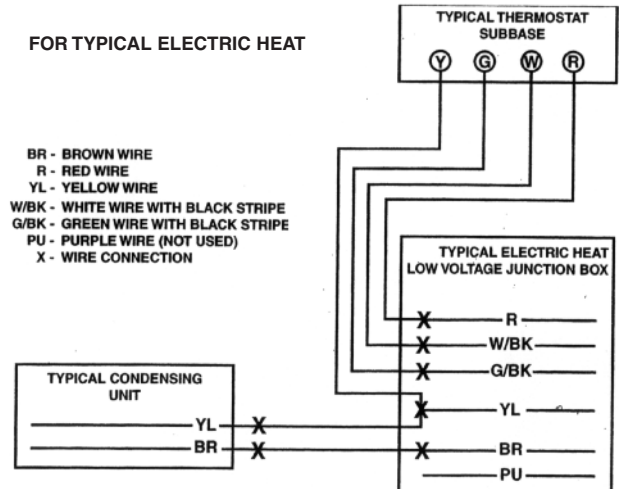 FOR TYPICAL ELECTRIC HEAT
TYPICAL THERMOSTAT
SUBBASE
Y G W R
BR - BROWN WIRE
R - RED WIRE
YL - YELLOW WIRE
W/BK - WHITE WIRE WITH BLACK STRIPE
G/BK - GREEN WIRE WITH BLACK STRIPE
PU - PURPLE WIRE (NOT USED)
X - WIRE CONNECTION
TYPICAL ELECTRIC HEAT
LOW VOLTAGE JUNCTION BOX
X R
X W/BK
X G/BK
X YL
X BR
PU
TYPICAL CONDENSING
UNIT
YL X
BR X